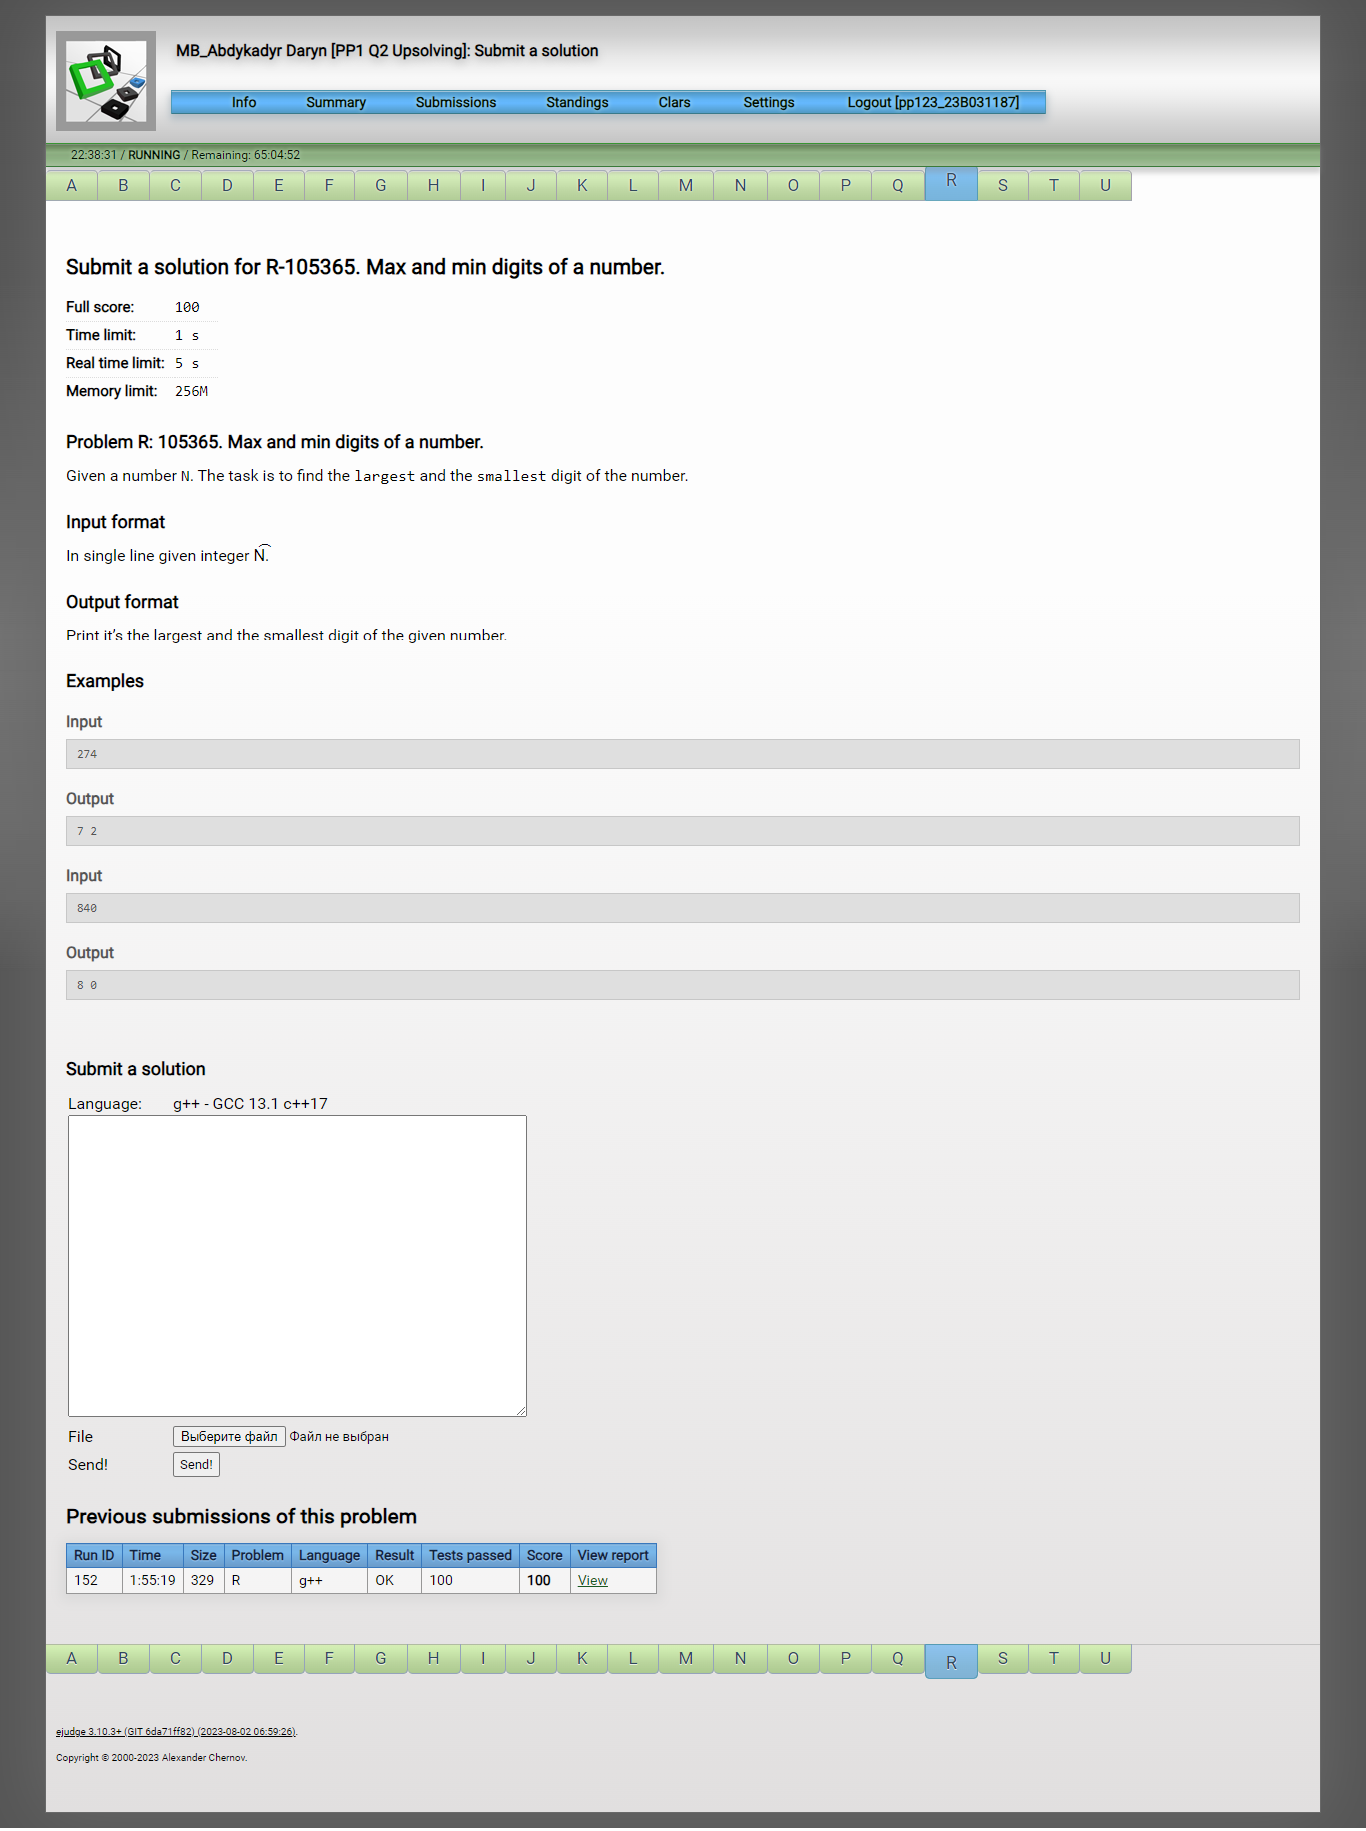 MB_Abdykadyr Daryn [PP1 Q2 Upsolving]: Submit a solution
Info Summary Submissions Standings Clars Settings Logout [pp123_23B031187]
22:38:31 / RUNNING / Remaining: 65:04:52
A B C D E F G H I J K L M N O P Q R S T U
Submit a solution for R-105365. Max and min digits of a number.
Full score: 100
Time limit: 1 s
Real time limit: 5 s
Memory limit: 256M
Problem R: 105365. Max and min digits of a number.
Given a number N. The task is to find the largest and the smallest digit of the number.
Input format
In single line given integer N.
Output format
Print it's the largest and the smallest digit of the given number.
Examples
Input
274
Output
7 2
Input
840
Output
8 0
Submit a solution
Language: g++ - GCC 13.1 c++17
File Выберите файл Файл не выбран
Send! Send!
Previous submissions of this problem
Run ID Time Size Problem Language Result Tests passed Score View report
152 1:55:19 329 R g++ OK 100 100 View
A B C D E F G H I J K L M N O P Q R S T U
ejudge 3.10.3+ (GIT 6da71ff82) (2023-08-02 06:59:26).
Copyright © 2000-2023 Alexander Chernov.